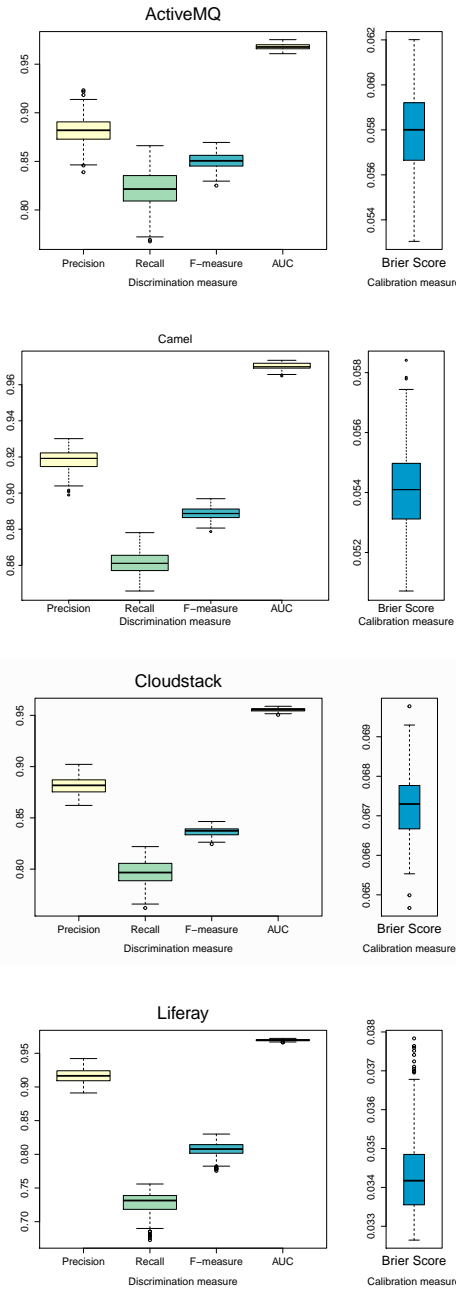 ActiveMQ
0.95
0.90
0.85
0.80
Precision
Recall
F−measure
AUC
Discrimination measure
0.062
0.060
0.058
0.056
0.054
Brier Score
Calibration measure
Camel
0.96
0.94
0.92
0.90
0.88
0.86
Precision
Recall
F−measure
AUC
Discrimination measure
0.058
0.056
0.054
0.052
Brier Score
Calibration measure
Cloudstack
0.95
0.90
0.85
0.80
Precision
Recall
F−measure
AUC
Discrimination measure
0.069
0.068
0.067
0.066
0.065
Brier Score
Calibration measure
Liferay
0.95
0.90
0.85
0.80
0.75
0.70
Precision
Recall
F−measure
AUC
Discrimination measure
0.038
0.037
0.036
0.035
0.034
0.033
Brier Score
Calibration measure